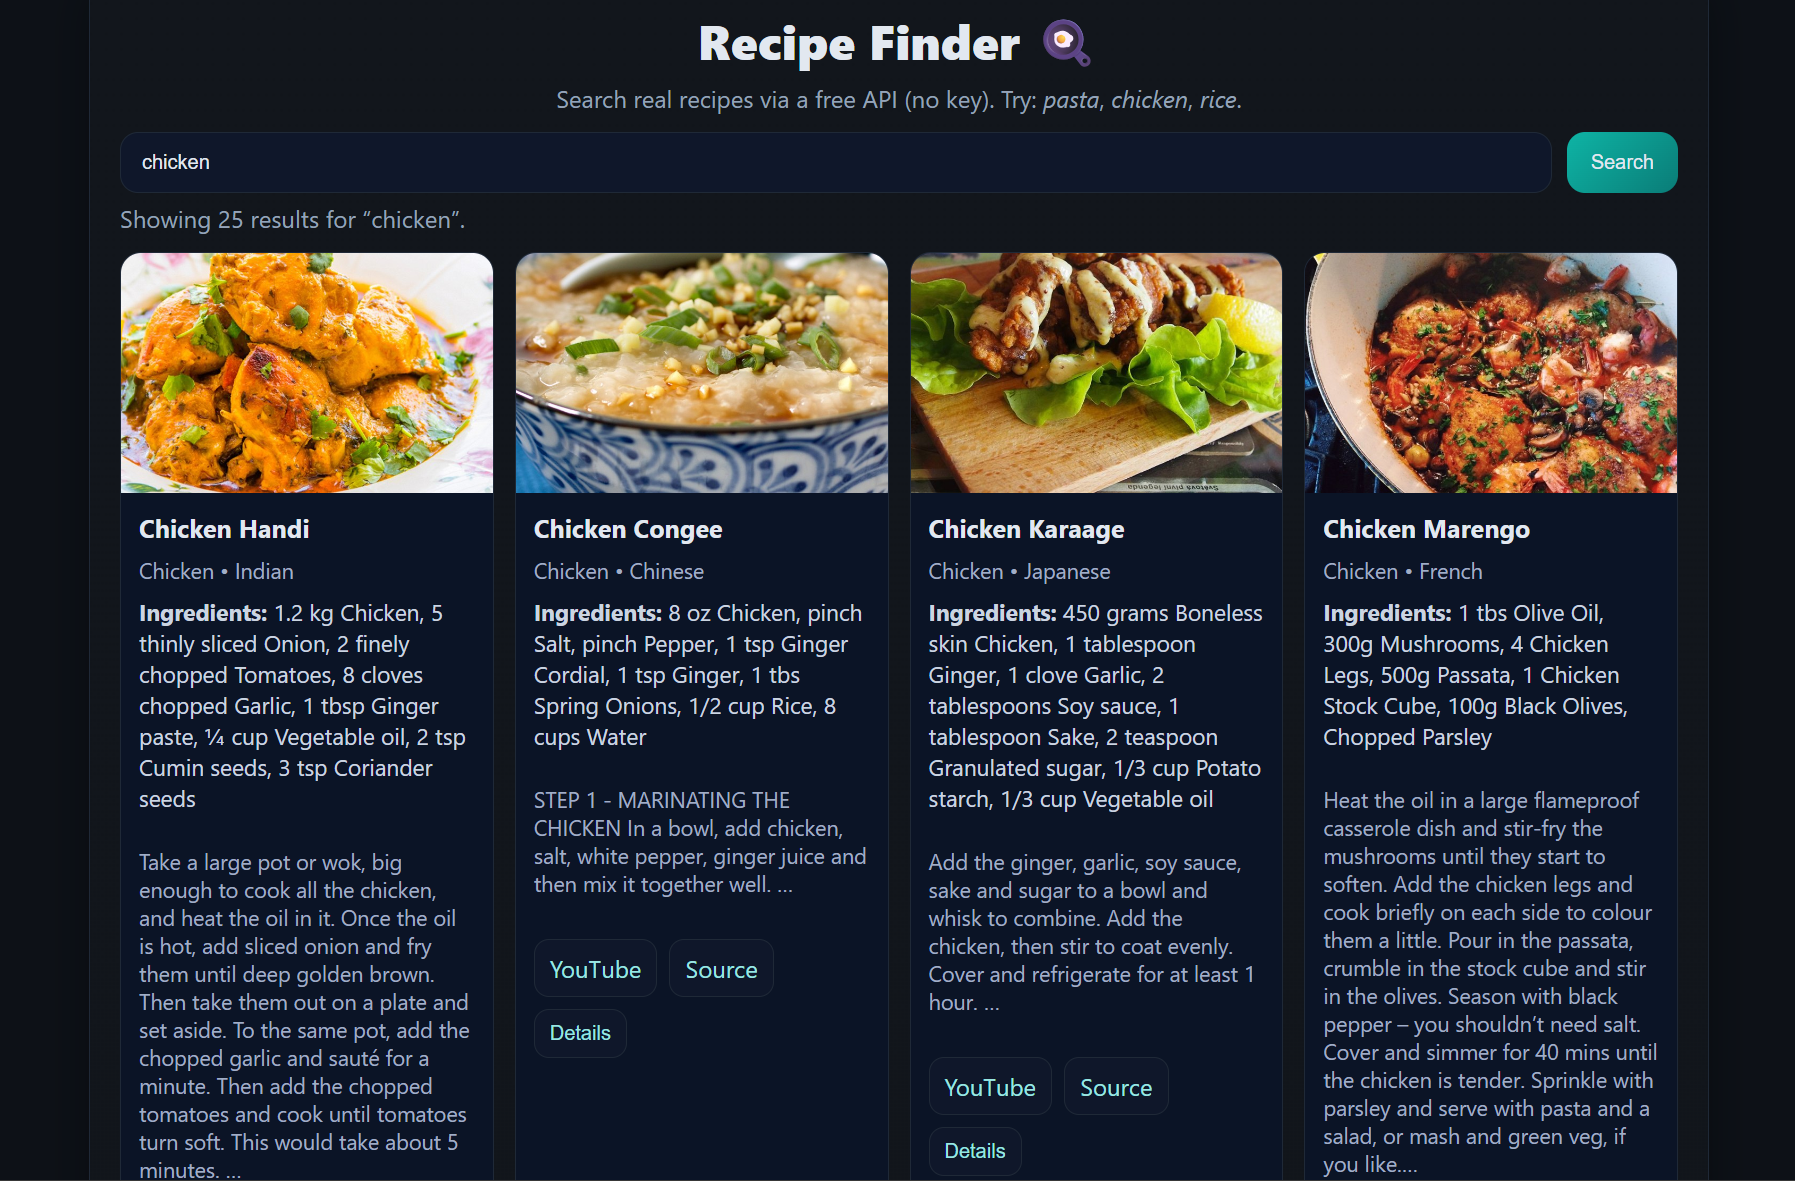 Recipe Finder
Search real recipes via a free API (no key). Try: pasta, chicken, rice.
chicken
Search
Showing 25 results for “chicken”.
Chicken Handi
Chicken • Indian
Ingredients: 1.2 kg Chicken, 5
thinly sliced Onion, 2 finely
chopped Tomatoes, 8 cloves
chopped Garlic, 1 tbsp Ginger
paste, ¼ cup Vegetable oil, 2 tsp
Cumin seeds, 3 tsp Coriander
seeds
Take a large pot or wok, big
enough to cook all the chicken,
and heat the oil in it. Once the oil
is hot, add sliced onion and fry
them until deep golden brown.
Then take them out on a plate and
set aside. To the same pot, add the
chopped garlic and sauté for a
minute. Then add the chopped
tomatoes and cook until tomatoes
turn soft. This would take about 5
minutes. ...
Chicken Congee
Chicken • Chinese
Ingredients: 8 oz Chicken, pinch
Salt, pinch Pepper, 1 tsp Ginger
Cordial, 1 tsp Ginger, 1 tbs
Spring Onions, 1/2 cup Rice, 8
cups Water
STEP 1 - MARINATING THE
CHICKEN In a bowl, add chicken,
salt, white pepper, ginger juice and
then mix it together well. ...
YouTube
Source
Details
Chicken Karaage
Chicken • Japanese
Ingredients: 450 grams Boneless
skin Chicken, 1 tablespoon
Ginger, 1 clove Garlic, 2
tablespoons Soy sauce, 1
tablespoon Sake, 2 teaspoon
Granulated sugar, 1/3 cup Potato
starch, 1/3 cup Vegetable oil
Add the ginger, garlic, soy sauce,
sake and sugar to a bowl and
whisk to combine. Add the
chicken, then stir to coat evenly.
Cover and refrigerate for at least 1
hour. ...
YouTube
Source
Details
Chicken Marengo
Chicken • French
Ingredients: 1 tbs Olive Oil,
300g Mushrooms, 4 Chicken
Legs, 500g Passata, 1 Chicken
Stock Cube, 100g Black Olives,
Chopped Parsley
Heat the oil in a large flameproof
casserole dish and stir-fry the
mushrooms until they start to
soften. Add the chicken legs and
cook briefly on each side to colour
them a little. Pour in the passata,
crumble in the stock cube and stir
in the olives. Season with black
pepper – you shouldn’t need salt.
Cover and simmer for 40 mins until
the chicken is tender. Sprinkle with
parsley and serve with pasta and a
salad, or mash and green veg, if
you like....